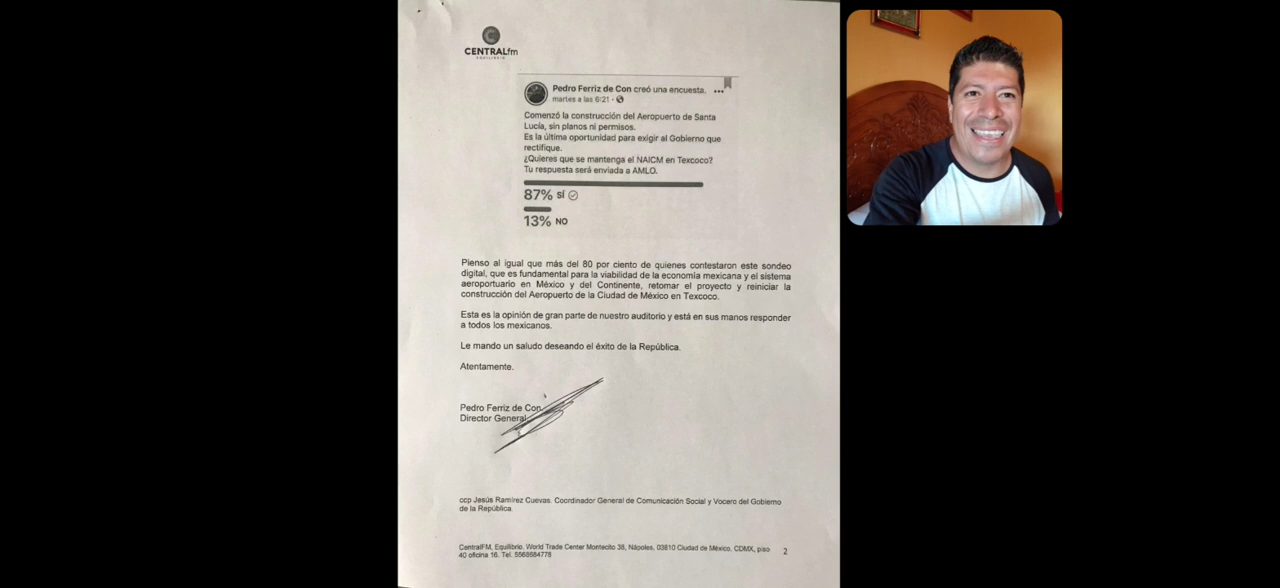 CENTRALfm
EQUILIBRIO
Pedro Ferriz de Con creó una encuesta.
martes a las 6:21
Comenzó la construcción del Aeropuerto de Santa
Lucía, sin planos ni permisos.
Es la última oportunidad para exigir al Gobierno que
rectifique.
¿Quieres que se mantenga el NAICM en Texcoco?
Tu respuesta será enviada a AMLO.
87% SÍ
13% NO
Pienso al igual que más del 80 por ciento de quienes contestaron este sondeo
digital, que es fundamental para la viabilidad de la economía mexicana y el sistema
aeroportuario en México y del Continente, retomar el proyecto y reiniciar la
construcción del Aeropuerto de la Ciudad de México en Texcoco.
Esta es la opinión de gran parte de nuestro auditorio y está en sus manos responder
a todos los mexicanos.
Le mando un saludo deseando el éxito de la República.
Atentamente.
Pedro Ferriz de Con
Director General
ccp Jesús Ramírez Cuevas. Coordinador General de Comunicación Social y Vocero del Gobierno
de la República.
CentralFM, Equilibrio. World Trade Center Montecito 38, Nápoles, 03810 Ciudad de México, CDMX, piso
40 oficina 16. Tel. 5568584778
2